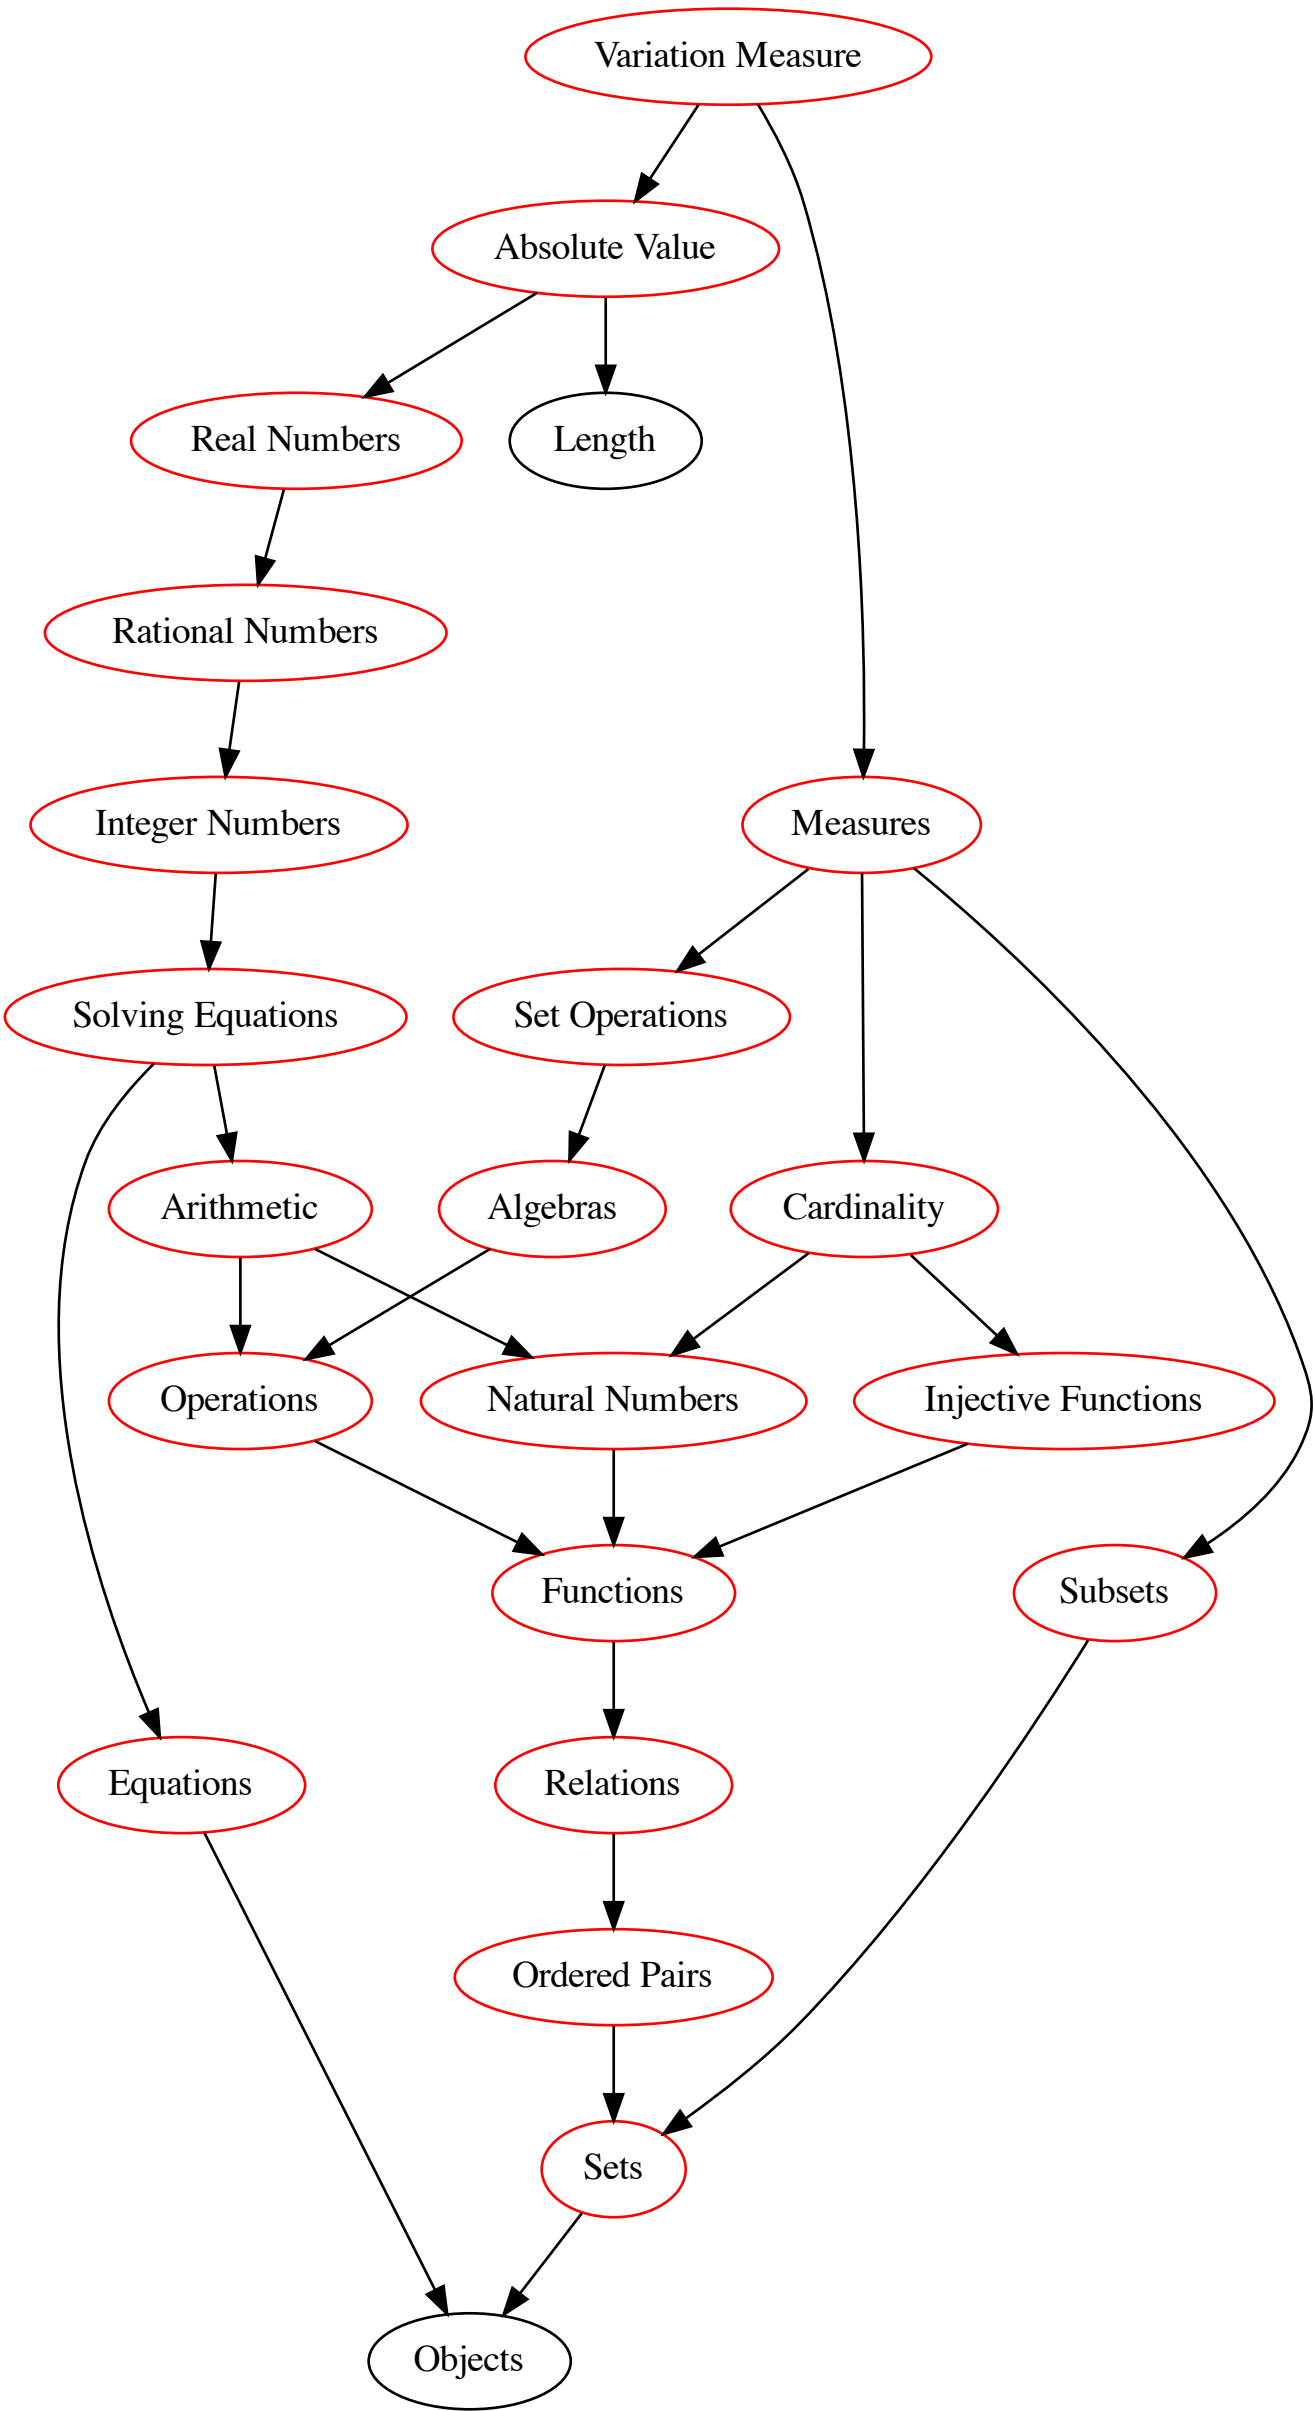 Variation Measure
Absolute Value
Real Numbers
Length
Rational Numbers
Integer Numbers
Measures
Solving Equations
Set Operations
Arithmetic
Algebras
Cardinality
Operations
Natural Numbers
Injective Functions
Functions
Subsets
Equations
Relations
Ordered Pairs
Sets
Objects